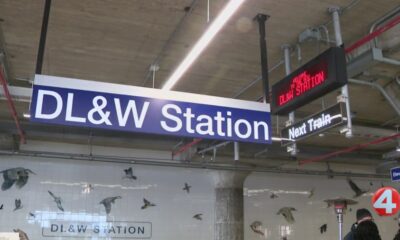 DL&W Station
DL&W STATION
Next Train
DL&W STATION
4